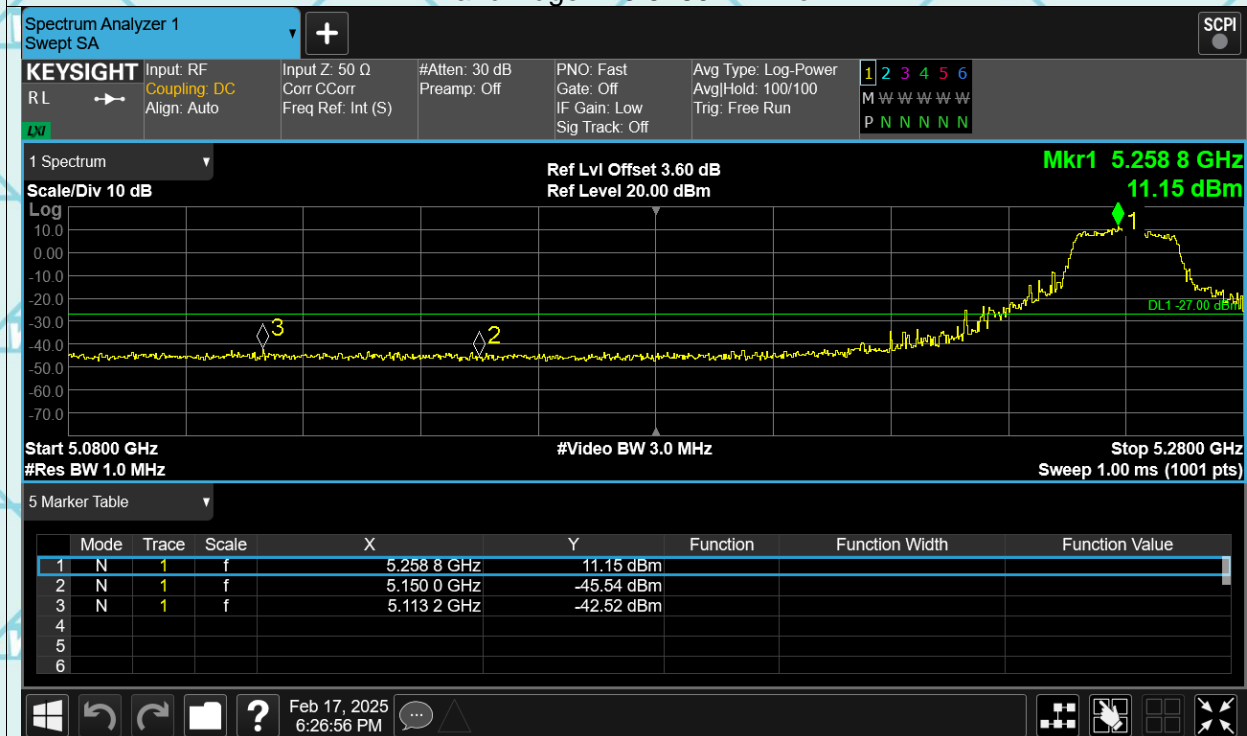 Spectrum Analyzer 1
Swept SA
+
SCPI
KEYSIGHT
RL
LXI
Input: RF
Coupling: DC
Align: Auto
Input Z: 50 Ω
Corr CCorr
Freq Ref: Int (S)
#Atten: 30 dB
Preamp: Off
PNO: Fast
Gate: Off
IF Gain: Low
Sig Track: Off
Avg Type: Log-Power
Avg|Hold: 100/100
Trig: Free Run
1 2 3 4 5 6
M W W W W W
P N N N N N
1 Spectrum
Scale/Div 10 dB
Ref Lvl Offset 3.60 dB
Ref Level 20.00 dBm
Mkr1 5.258 8 GHz
11.15 dBm
Log
10.0
0.00
-10.0
-20.0
-30.0
-40.0
-50.0
-60.0
-70.0
1
2
3
DL1 -27.00 dBm
Start 5.0800 GHz
#Video BW 3.0 MHz
Stop 5.2800 GHz
#Res BW 1.0 MHz
Sweep 1.00 ms (1001 pts)
5 Marker Table
Mode Trace Scale X Y Function Function Width Function Value
1 N 1 f 5.258 8 GHz 11.15 dBm
2 N 1 f 5.150 0 GHz -45.54 dBm
3 N 1 f 5.113 2 GHz -42.52 dBm
4
5
6
?
Feb 17, 2025
6:26:56 PM